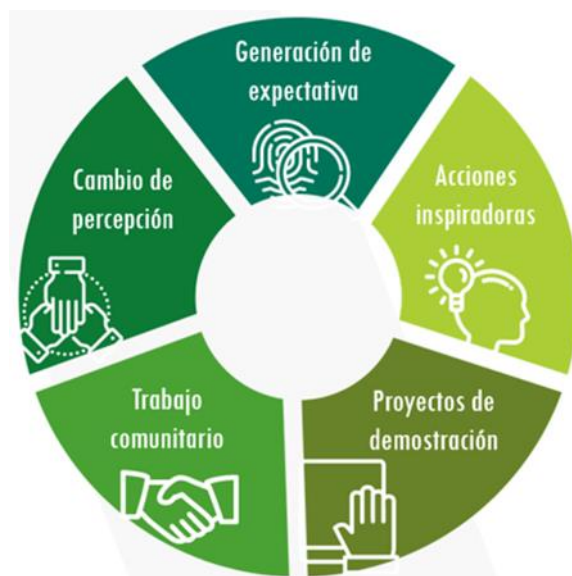 Generación de
expectativa
Acciones
inspiradoras
Proyectos de
demostración
Trabajo
comunitario
Cambio de
percepción